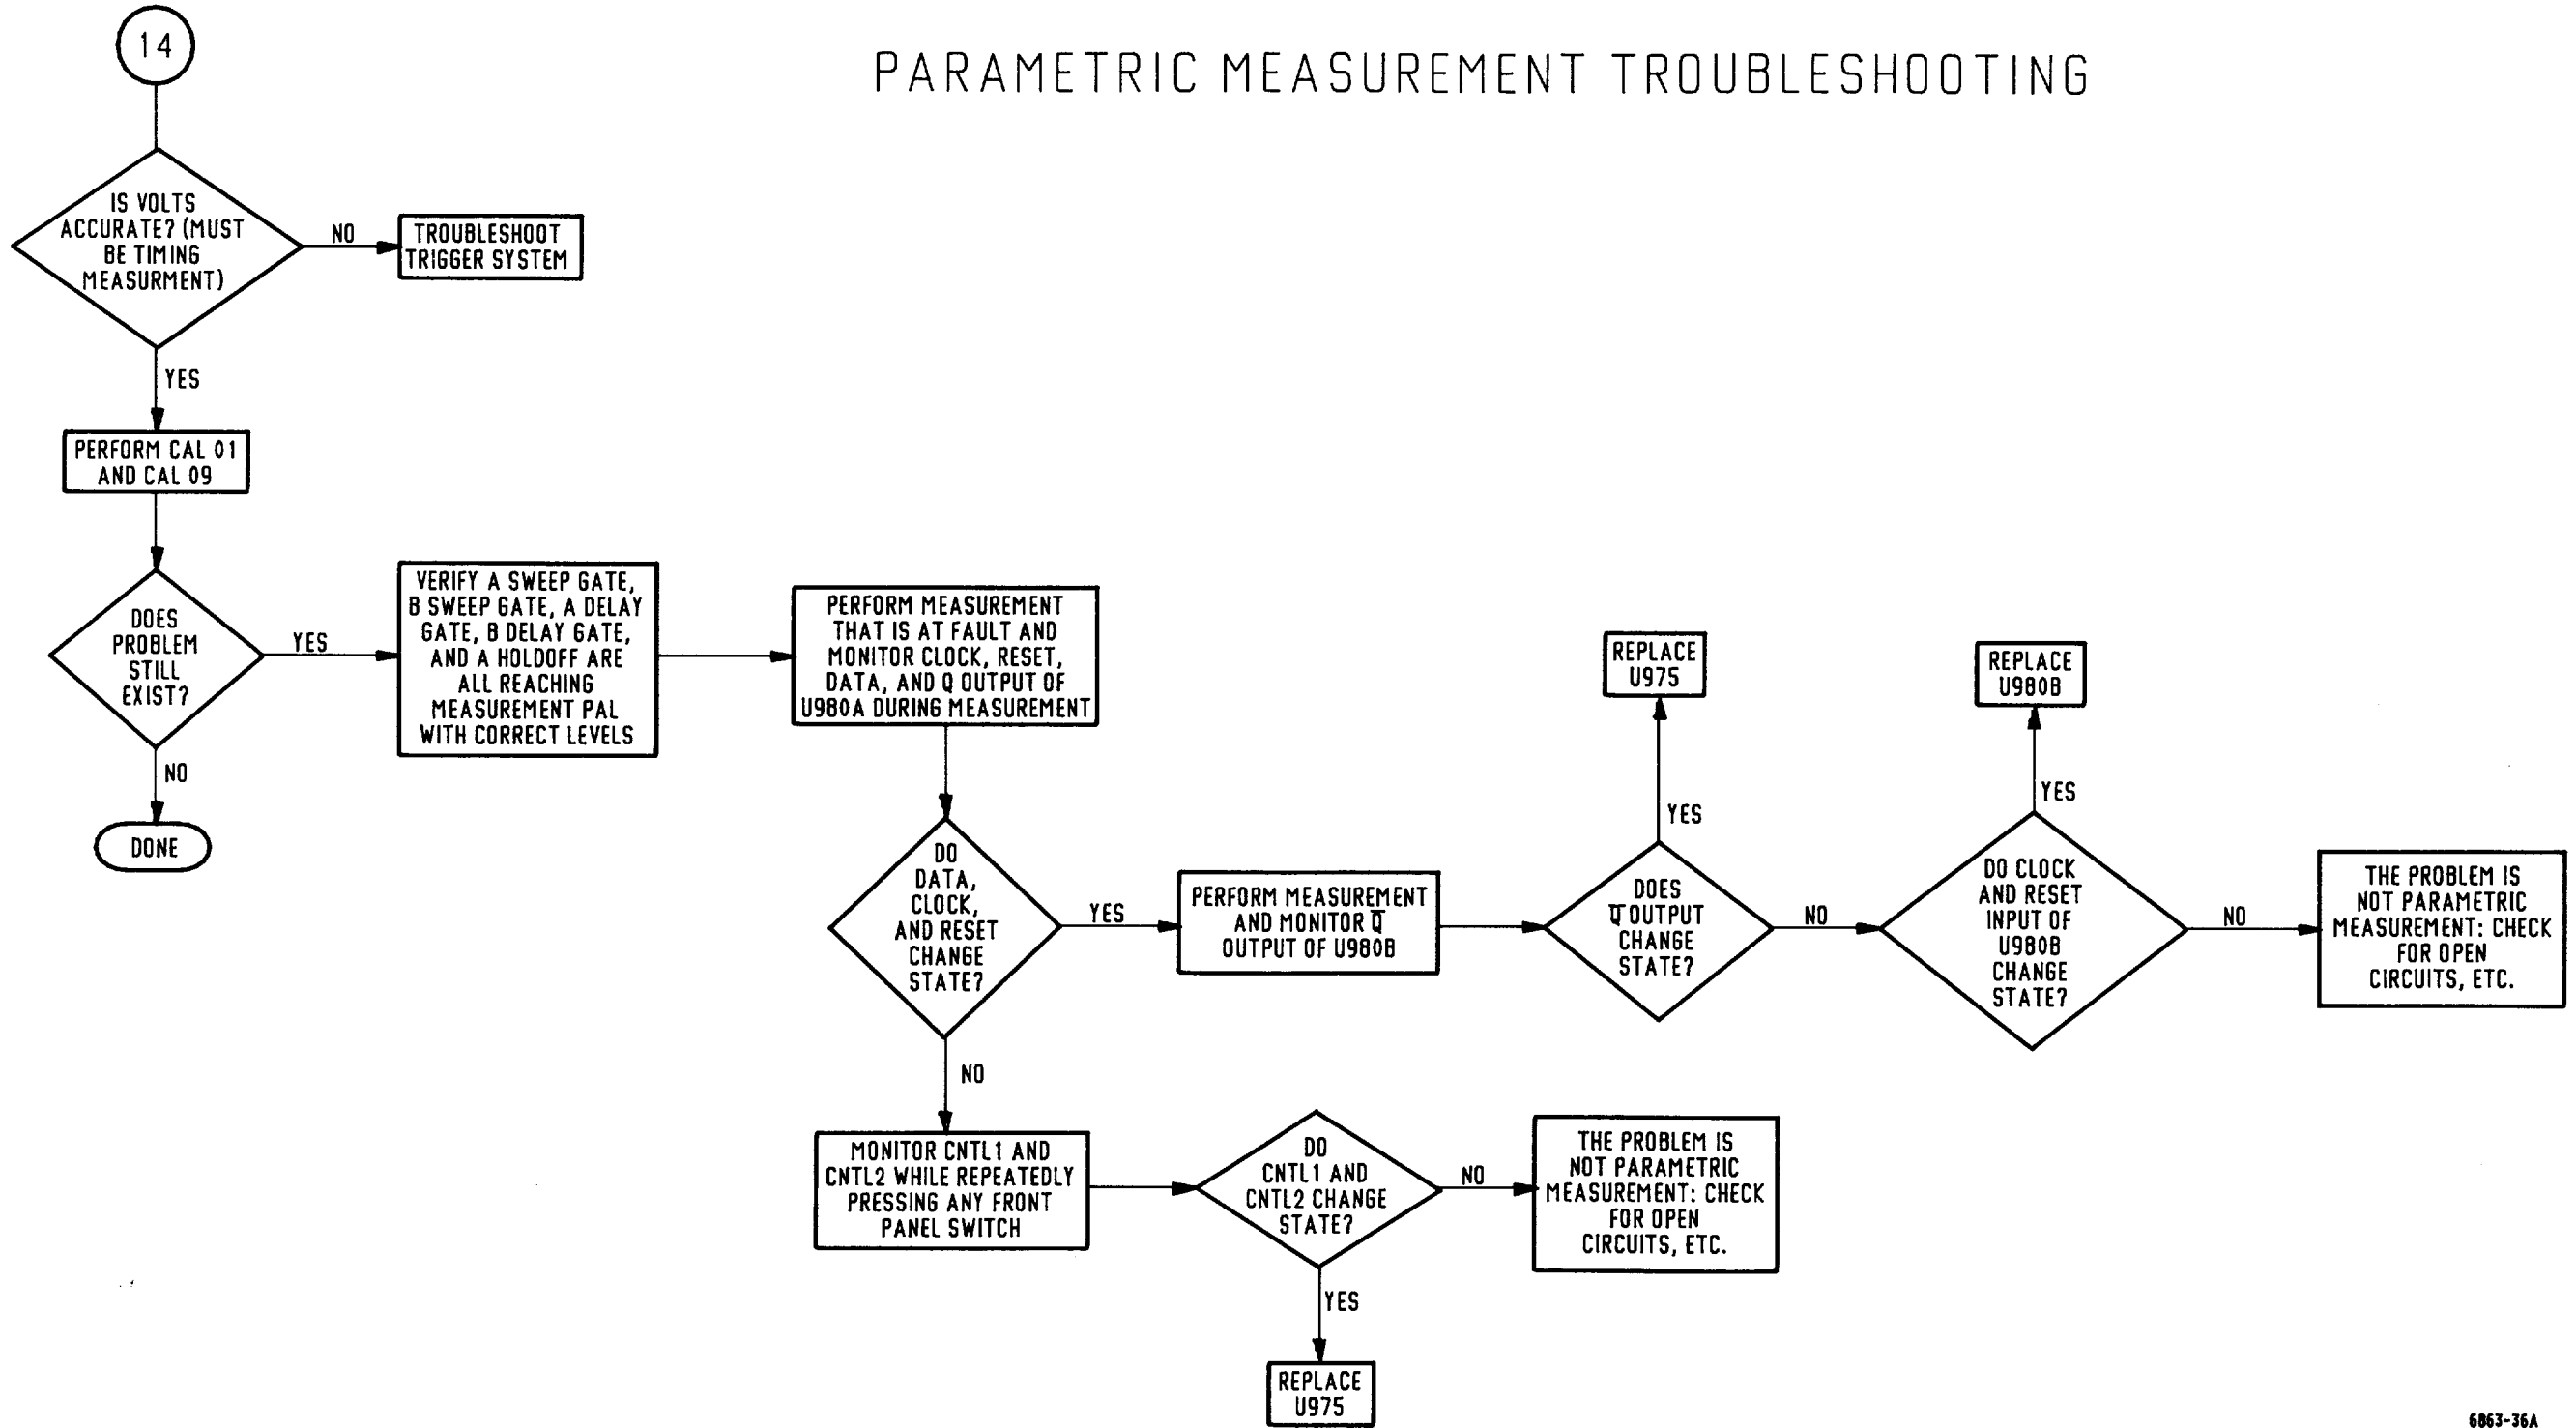 14
PARAMETRIC MEASUREMENT TROUBLESHOOTING
IS VOLTS
ACCURATE? (MUST
BE TIMING
MEASURMENT)
NO
TROUBLESHOOT
TRIGGER SYSTEM
YES
PERFORM CAL 01
AND CAL 09
DOES
PROBLEM
STILL
EXIST?
YES
NO
DONE
VERIFY A SWEEP GATE,
B SWEEP GATE, A DELAY
GATE, B DELAY GATE,
AND A HOLDOFF ARE
ALL REACHING
MEASUREMENT PAL
WITH CORRECT LEVELS
PERFORM MEASUREMENT
THAT IS AT FAULT AND
MONITOR CLOCK, RESET,
DATA, AND Q OUTPUT OF
U980A DURING MEASUREMENT
DO
DATA,
CLOCK,
AND RESET
CHANGE
STATE?
YES
PERFORM MEASUREMENT
AND MONITOR Q̅
OUTPUT OF U980B
DOES
Q̅ OUTPUT
CHANGE
STATE?
YES
REPLACE
U975
NO
DO CLOCK
AND RESET
INPUT OF
U980B
CHANGE
STATE?
YES
REPLACE
U980B
NO
THE PROBLEM IS
NOT PARAMETRIC
MEASUREMENT: CHECK
FOR OPEN
CIRCUITS, ETC.
NO
MONITOR CNTL1 AND
CNTL2 WHILE REPEATEDLY
PRESSING ANY FRONT
PANEL SWITCH
DO
CNTL1 AND
CNTL2 CHANGE
STATE?
NO
THE PROBLEM IS
NOT PARAMETRIC
MEASUREMENT: CHECK
FOR OPEN
CIRCUITS, ETC.
YES
REPLACE
U975
6863-36A